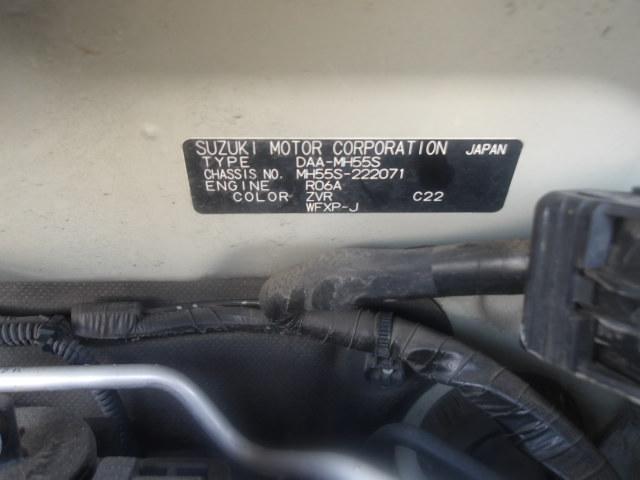 SUZUKI MOTOR CORPORATION JAPAN
TYPE DAA-MH55S
CHASSIS NO. MH55S-222071
ENGINE R06A
COLOR ZVR C22
WFXP-J